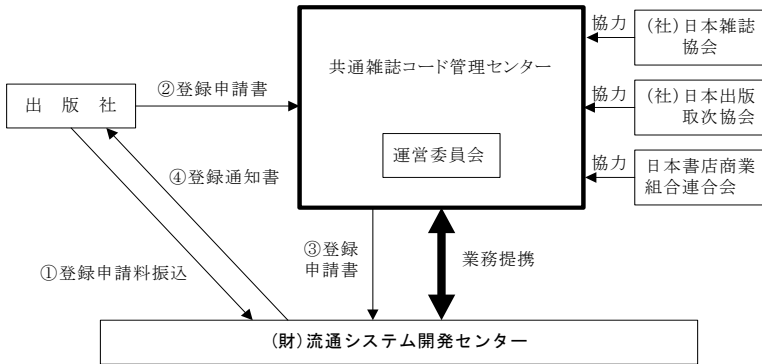 協力
(社)日本雑誌
協会
共通雑誌コード管理センター
②登録申請書
出 版 社
協力
(社)日本出版
取次協会
運営委員会
協力
日本書店商業
組合連合会
④登録通知書
③登録
申請書
業務提携
①登録申請料振込
(財)流通システム開発センター